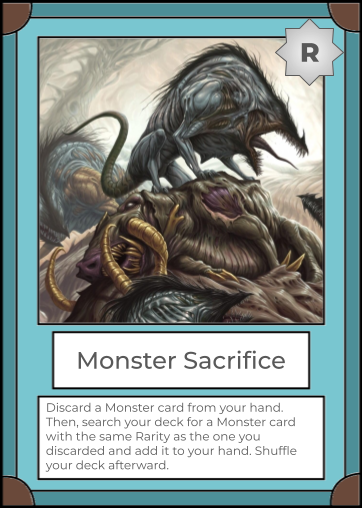 R
Monster Sacrifice
Discard a Monster card from your hand.
Then, search your deck for a Monster card
with the same Rarity as the one you
discarded and add it to your hand. Shuffle
your deck afterward.